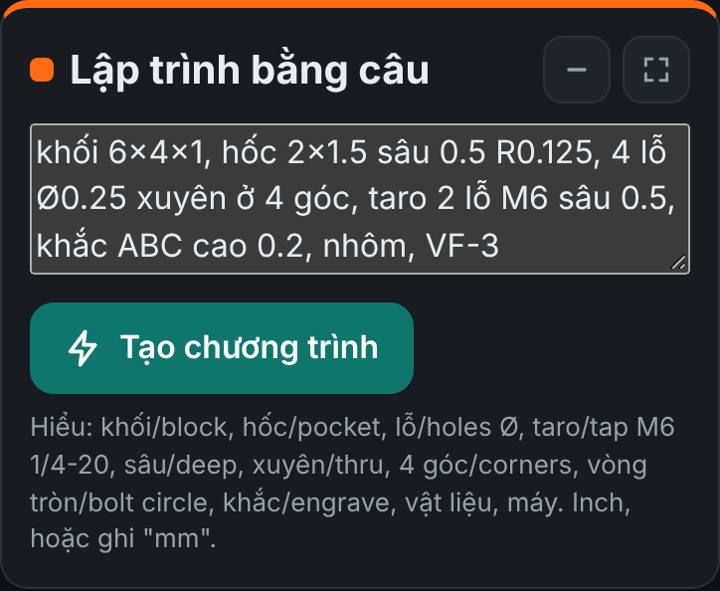 Lập trình bằng câu
khối 6×4×1, hốc 2×1.5 sâu 0.5 R0.125, 4 lỗ
Ø0.25 xuyên ở 4 góc, taro 2 lỗ M6 sâu 0.5,
khắc ABC cao 0.2, nhôm, VF-3
Tạo chương trình
Hiểu: khối/block, hốc/pocket, lỗ/holes Ø, taro/tap M6
1/4-20, sâu/deep, xuyên/thru, 4 góc/corners, vòng
tròn/bolt circle, khắc/engrave, vật liệu, máy. Inch,
hoặc ghi "mm".